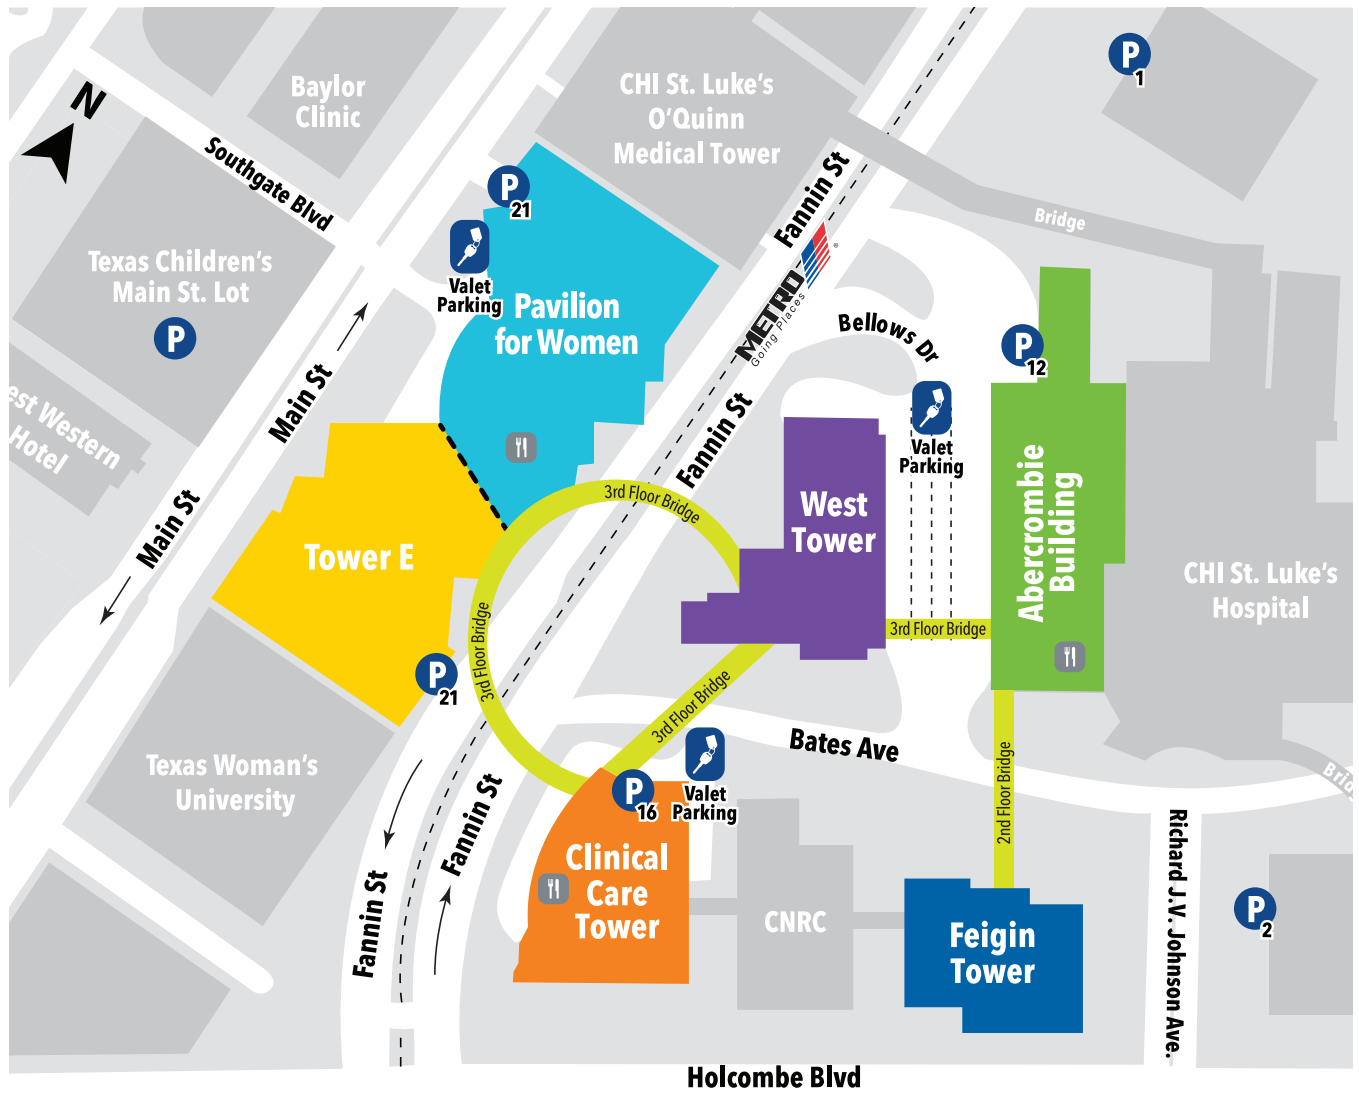 N
Southgate Blvd
Baylor
Clinic
CHI St. Luke's
O'Quinn
Medical Tower
P
1
Fannin St
Bridge
P
21
Texas Children's
Main St. Lot
P
Valet
Parking
Pavilion
for Women
METRO
Going Places
®
Bellows Dr
P
12
Main St
Fannin St
Valet
Parking
est Western
Hotel
Main St
Tower E
3rd Floor Bridge
West
Tower
Abercrombie
Building
CHI St. Luke's
Hospital
3rd Floor Bridge
3rd Floor Bridge
P
21
3rd Floor Bridge
Bates Ave
Texas Woman's
University
Fannin St
P
16
Valet
Parking
2nd Floor Bridge
Bridg
Richard J.V. Johnson Ave.
Clinical
Care
Tower
CNRC
Feigin
Tower
P
2
Fannin St
Holcombe Blvd